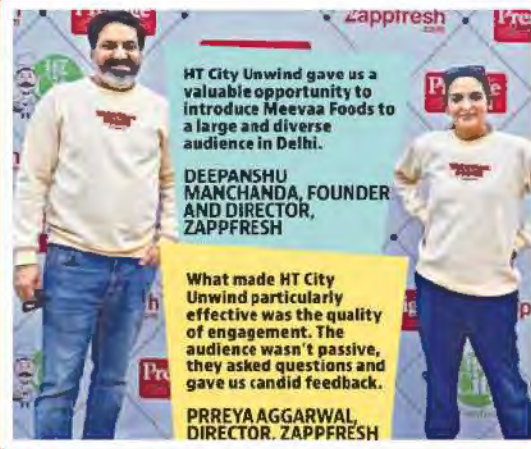 zappfresh
.com
HT City Unwind gave us a
valuable opportunity to
introduce Meevaa Foods to
a large and diverse
audience in Delhi.
DEEPANSHU
MANCHANDA, FOUNDER
AND DIRECTOR,
ZAPPFRESH
What made HT City
Unwind particularly
effective was the quality
of engagement. The
audience wasn't passive,
they asked questions and
gave us candid feedback.
PRREYA AGGARWAL,
DIRECTOR, ZAPPFRESH